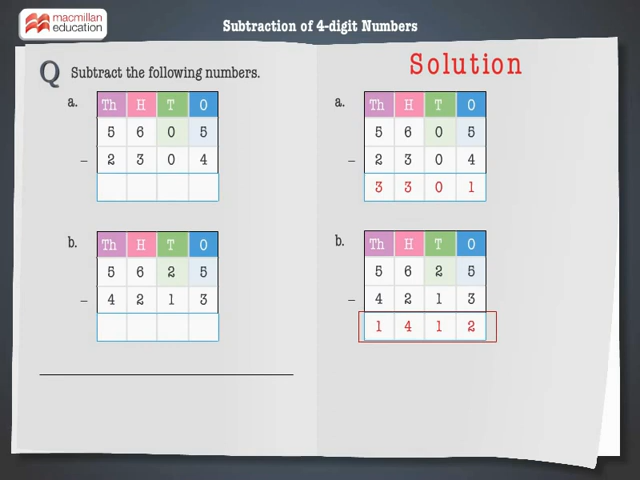 macmillan
education
Subtraction of 4-digit Numbers
Q Subtract the following numbers.
a.
Th H T O
5 6 0 5
– 2 3 0 4
b.
Th H T O
5 6 2 5
– 4 2 1 3
Solution
a.
Th H T O
5 6 0 5
– 2 3 0 4
3 3 0 1
b.
Th H T O
5 6 2 5
– 4 2 1 3
1 4 1 2